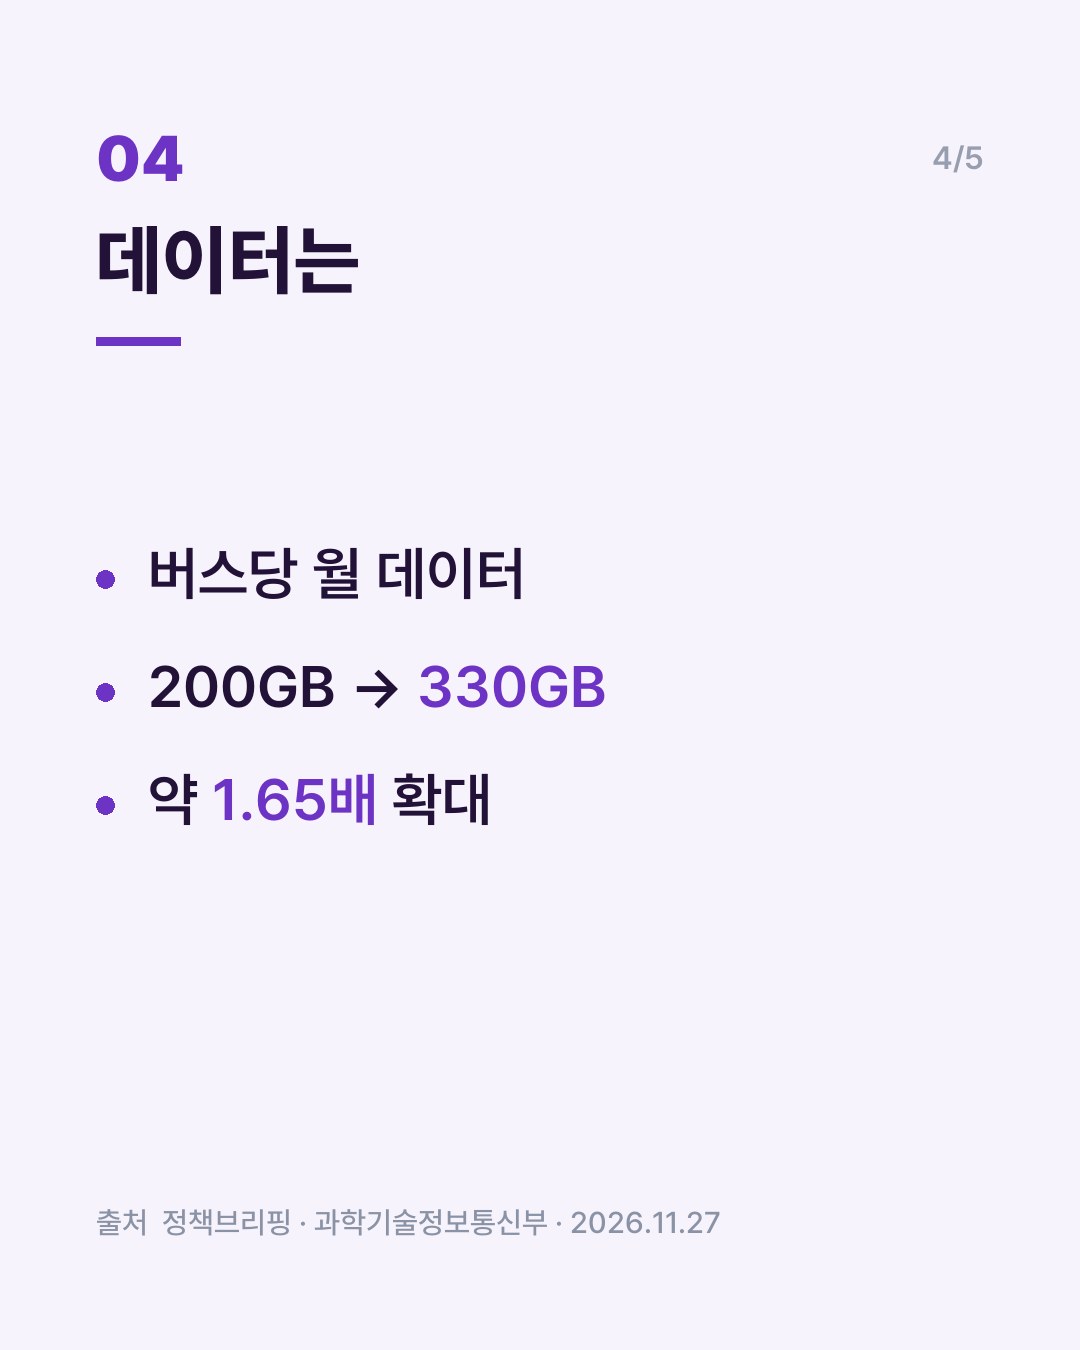 04
4/5
데이터는
버스당 월 데이터
200GB → 330GB
약 1.65배 확대
출처 정책브리핑 · 과학기술정보통신부 · 2026.11.27